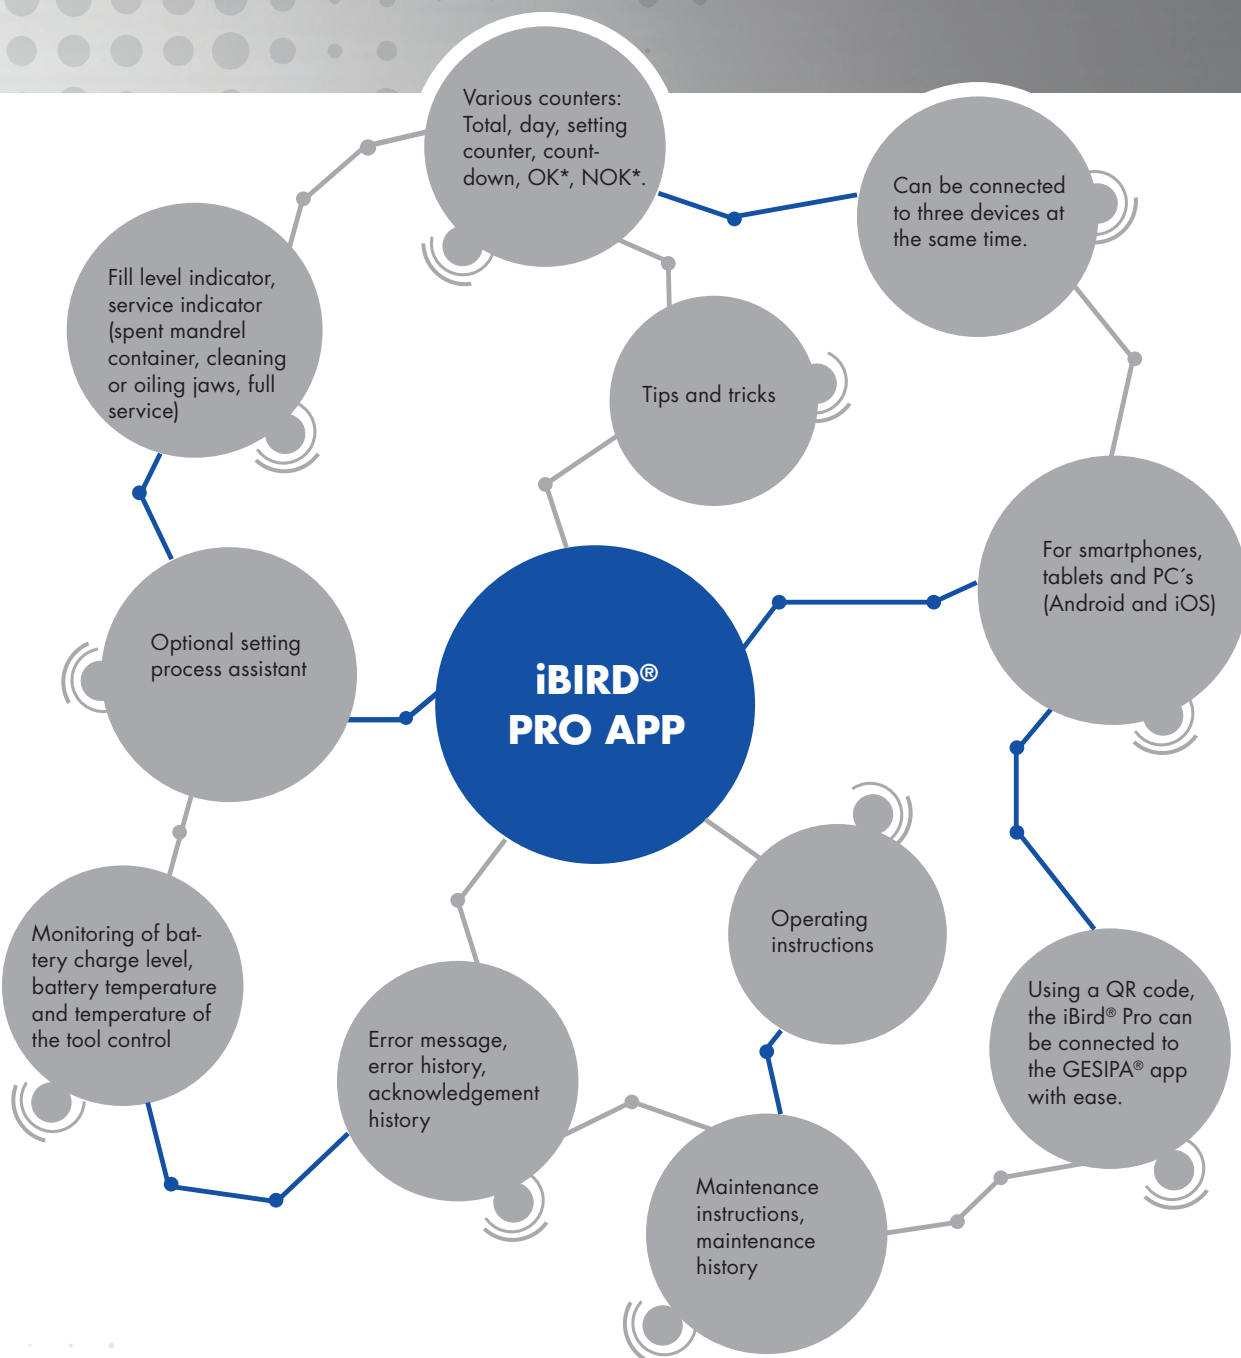 Various counters:
Total, day, setting
counter, count-
down, OK*, NOK*.
Can be connected
to three devices at
the same time.
Fill level indicator,
service indicator
(spent mandrel
container, cleaning
or oiling jaws, full
service)
Tips and tricks
For smartphones,
tablets and PC´s
(Android and iOS)
Optional setting
process assistant
iBIRD®
PRO APP
Operating
instructions
Monitoring of bat-
tery charge level,
battery temperature
and temperature of
the tool control
Error message,
error history,
acknowledgement
history
Using a QR code,
the iBird® Pro can
be connected to
the GESIPA® app
with ease.
Maintenance
instructions,
maintenance
history